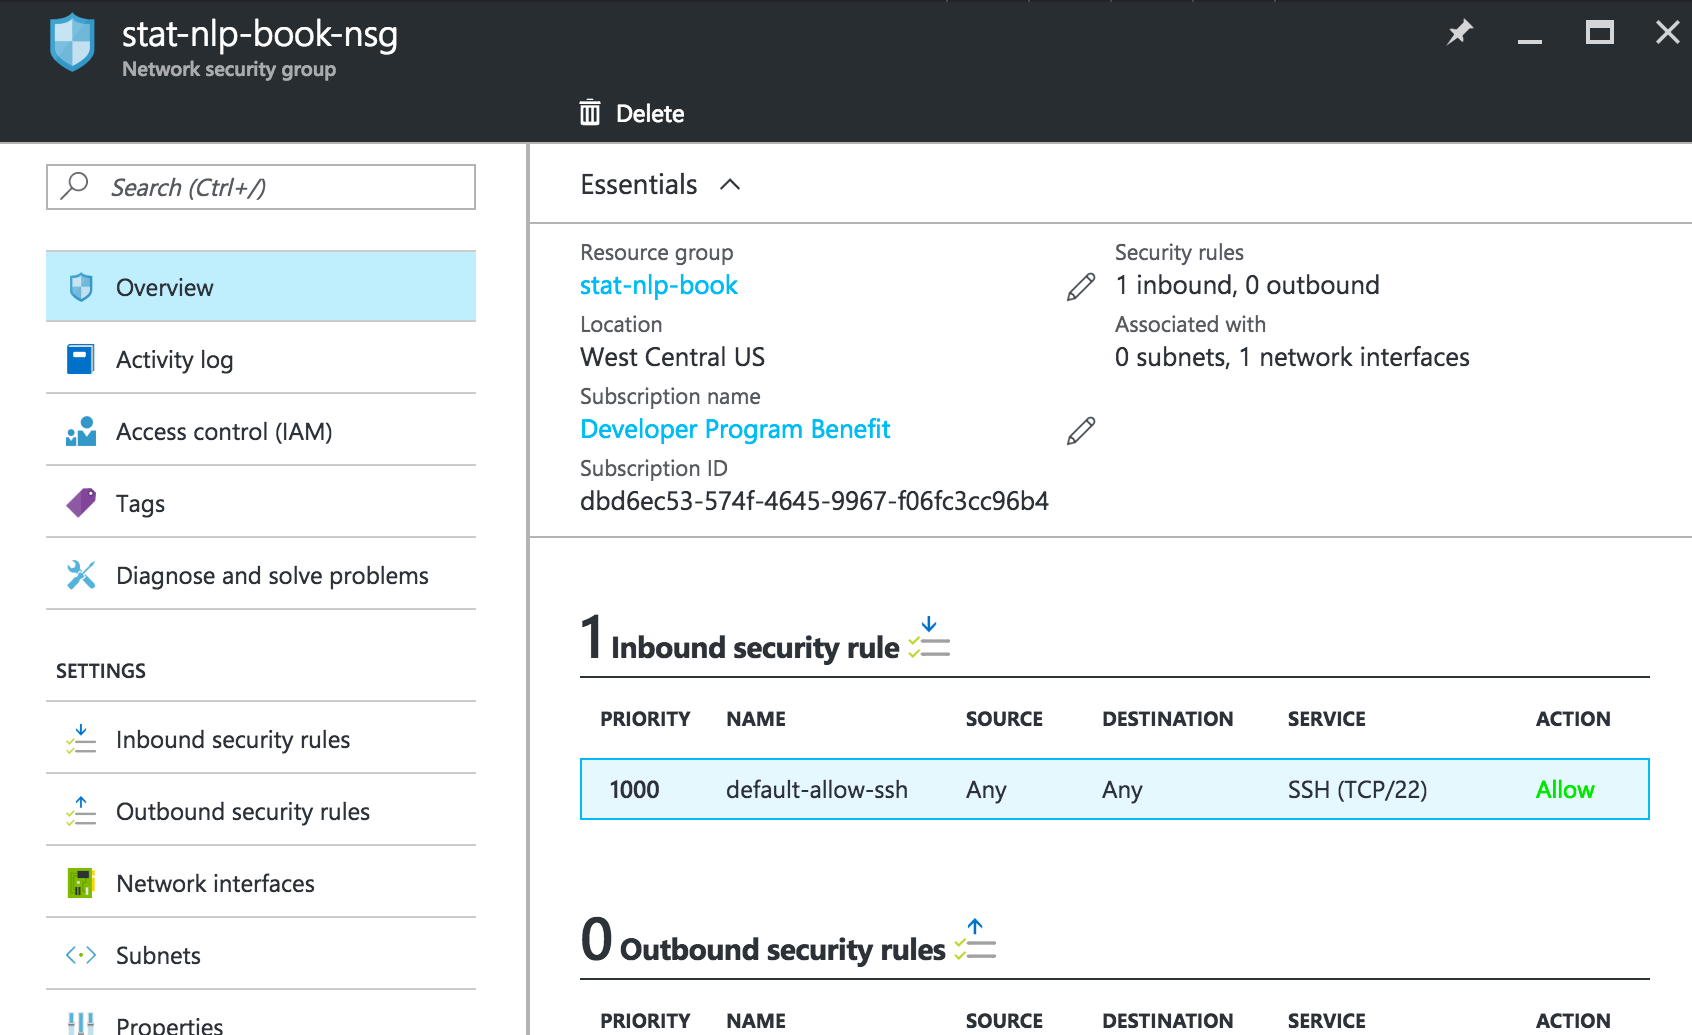 stat-nlp-book-nsg
Network security group
Delete
Search (Ctrl+/)
Overview
Activity log
Access control (IAM)
Tags
Diagnose and solve problems
SETTINGS
Inbound security rules
Outbound security rules
Network interfaces
Subnets
Properties
Essentials
Resource group
stat-nlp-book
Location
West Central US
Subscription name
Developer Program Benefit
Subscription ID
dbd6ec53-574f-4645-9967-f06fc3cc96b4
Security rules
1 inbound, 0 outbound
Associated with
0 subnets, 1 network interfaces
1 Inbound security rule
PRIORITY NAME SOURCE DESTINATION SERVICE ACTION
1000 default-allow-ssh Any Any SSH (TCP/22) Allow
0 Outbound security rules
PRIORITY NAME SOURCE DESTINATION SERVICE ACTION